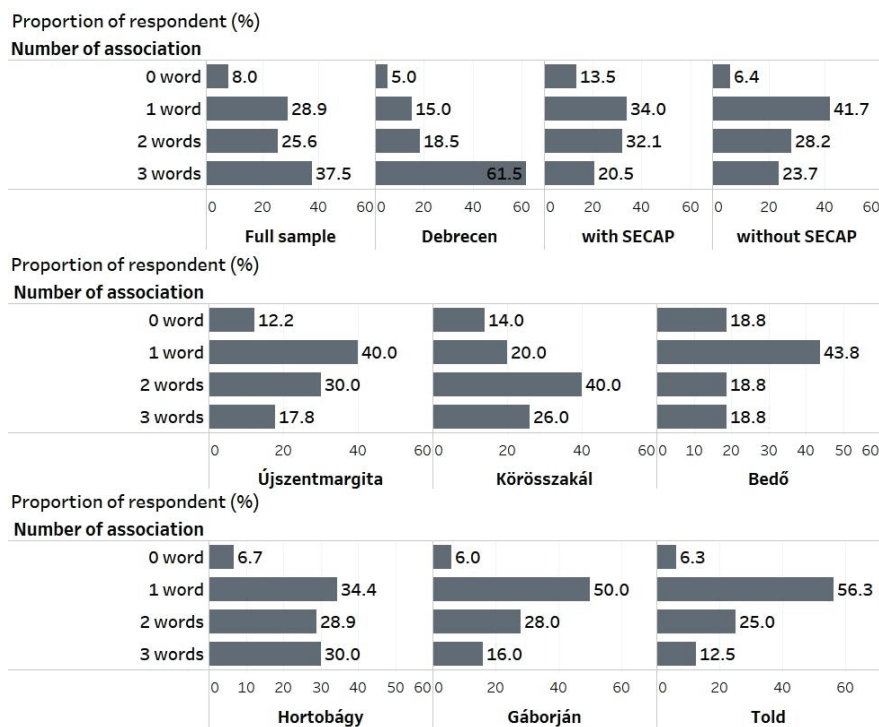 Proportion of respondent (%)
Number of association
0 word 8.0 5.0 13.5 6.4
1 word 28.9 15.0 34.0 41.7
2 words 25.6 18.5 32.1 28.2
3 words 37.5 61.5 20.5 23.7
0 20 40 60 0 20 40 60 0 20 40 60 0 20 40 60
Full sample Debrecen with SECAP without SECAP
Proportion of respondent (%)
Number of association
0 word 12.2 14.0 18.8
1 word 40.0 20.0 43.8
2 words 30.0 40.0 18.8
3 words 17.8 26.0 18.8
0 20 40 60 0 20 40 60 0 10 20 30 40 50 60
Újszentmargita Körösszakál Bedő
Proportion of respondent (%)
Number of association
0 word 6.7 6.0 6.3
1 word 34.4 50.0 56.3
2 words 28.9 28.0 25.0
3 words 30.0 16.0 12.5
0 10 20 30 40 50 60 0 20 40 60 0 20 40 60
Hortobágy Gáborján Told